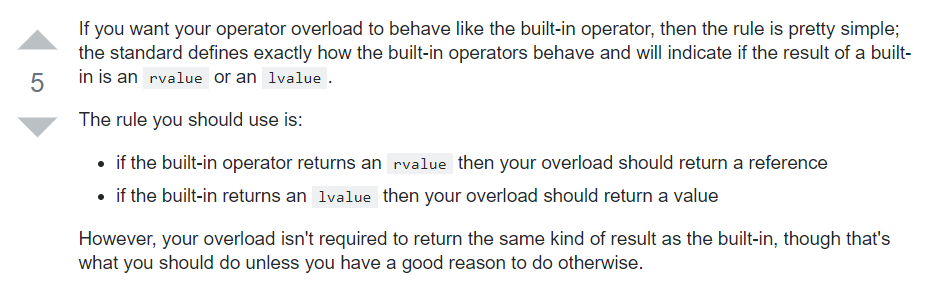 If you want your operator overload to behave like the built-in operator, then the rule is pretty simple;
the standard defines exactly how the built-in operators behave and will indicate if the result of a built-
in is an rvalue or an lvalue.
5
The rule you should use is:
• if the built-in operator returns an rvalue then your overload should return a reference
• if the built-in returns an lvalue then your overload should return a value
However, your overload isn't required to return the same kind of result as the built-in, though that's
what you should do unless you have a good reason to do otherwise.